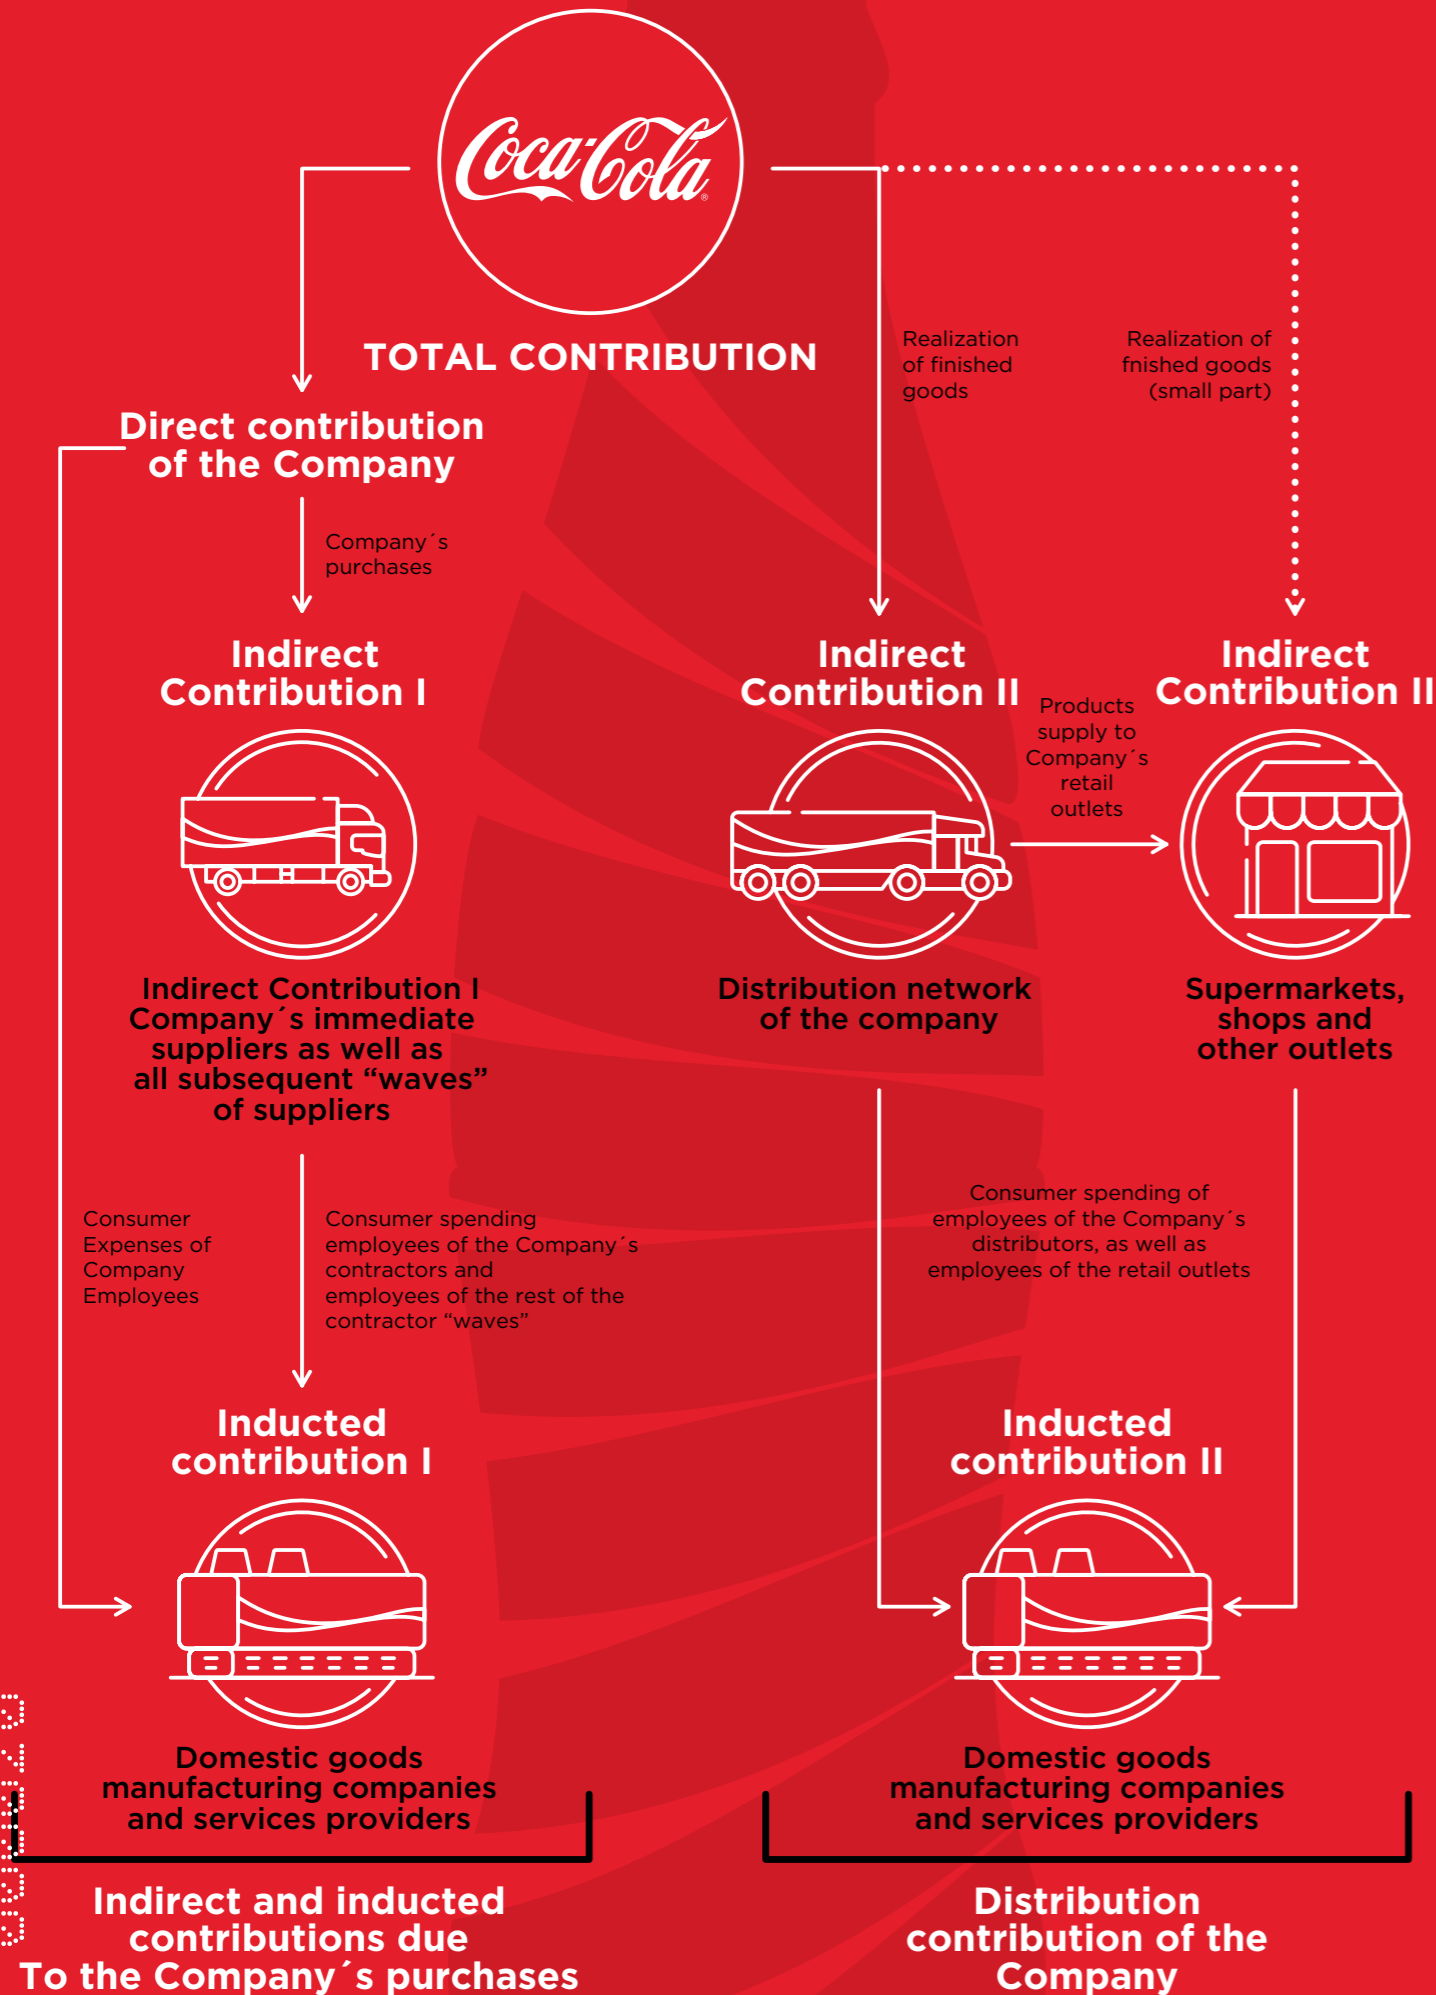 Coca-Cola
®
TOTAL CONTRIBUTION
Realization
of finished
goods
Realization of
fnished goods
(small part)
Direct contribution
of the Company
Company´s
purchases
Indirect
Contribution I
Indirect
Contribution II
Products
supply to
Company´s
retail
outlets
Indirect
Contribution II
Indirect Contribution I
Company´s immediate
suppliers as well as
all subsequent “waves”
of suppliers
Distribution network
of the company
Supermarkets,
shops and
other outlets
Consumer
Expenses of
Company
Employees
Consumer spending
employees of the Company´s
contractors and
employees of the rest of the
contractor “waves”
Consumer spending of
employees of the Company´s
distributors, as well as
employees of the retail outlets
Inducted
contribution I
Inducted
contribution II
Domestic goods
manufacturing companies
and services providers
Domestic goods
manufacturing companies
and services providers
Indirect and inducted
contributions due
To the Company´s purchases
Distribution
contribution of the
Company